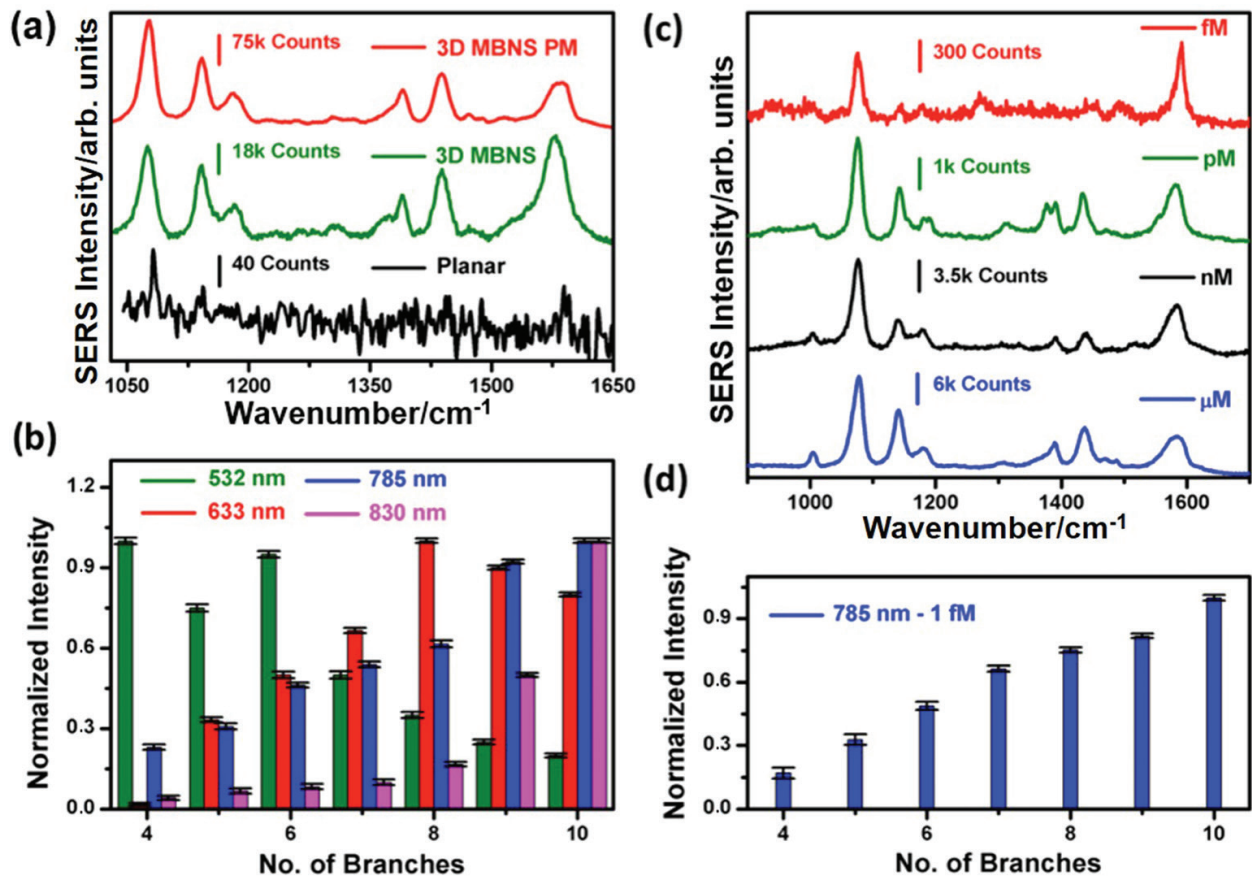 (a)
SERS Intensity/arb. units
75k Counts
3D MBNS PM
18k Counts
3D MBNS
40 Counts
Planar
1050 1200 1350 1500 1650
Wavenumber/cm-1
(b)
Normalized Intensity
1.2
0.9
0.6
0.3
0.0
532 nm 785 nm
633 nm 830 nm
4 6 8 10
No. of Branches
(c)
SERS Intensity/arb. units
300 Counts
fM
1k Counts
pM
3.5k Counts
nM
6k Counts
μM
1000 1200 1400 1600
Wavenumber/cm-1
(d)
Normalized Intensity
0.9
0.6
0.3
0.0
785 nm - 1 fM
4 6 8 10
No. of Branches